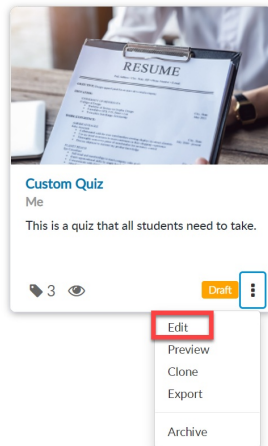 RESUME
Custom Quiz
Me
This is a quiz that all students need to take.
3
Draft
Edit
Preview
Clone
Export
Archive